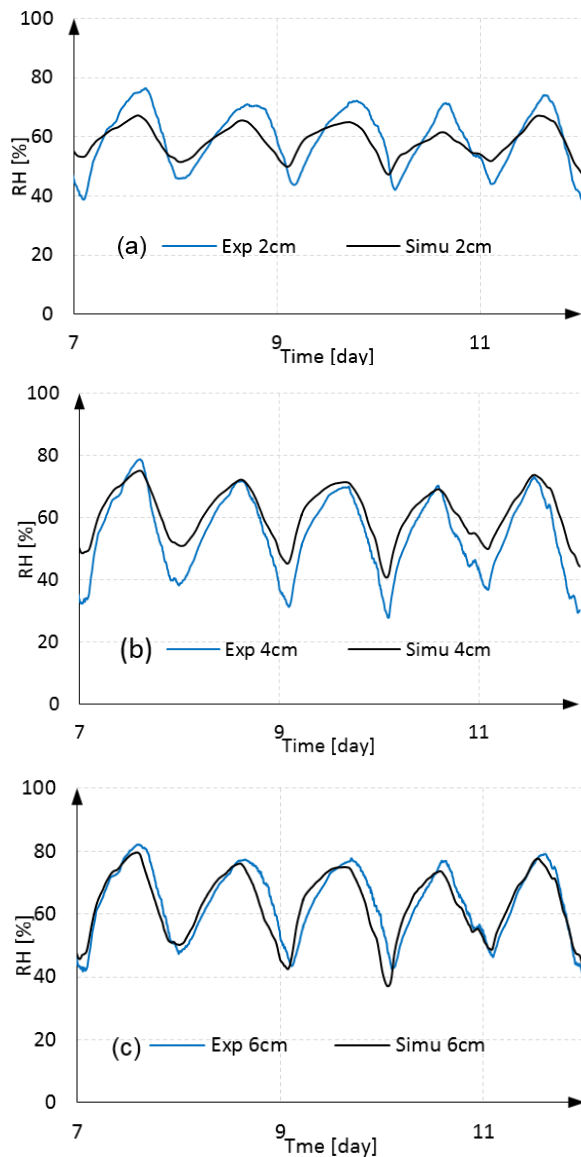 100
80
60
40
20
0
RH [%]
(a)
Exp 2cm
Simu 2cm
7
9
11
Time [day]
100
80
60
40
20
0
RH [%]
(b)
Exp 4cm
Simu 4cm
7
9
11
Time [day]
100
80
60
40
20
0
RH [%]
(c)
Exp 6cm
Simu 6cm
7
9
11
Tme [day]